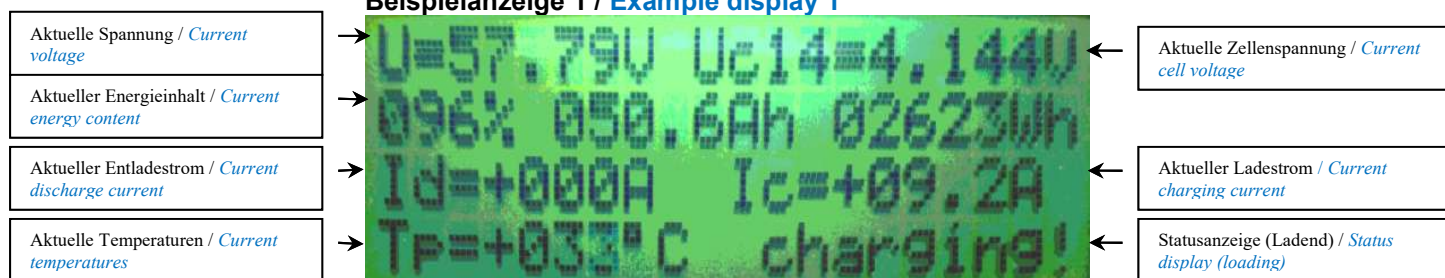 Beispielanzeige 1 / Example display 1
Aktuelle Spannung / Current
voltage
Aktueller Energieinhalt / Current
energy content
Aktueller Entladestrom / Current
discharge current
Aktuelle Temperaturen / Current
temperatures
U=57.79V Uc14=4.144V
096% 050.6Ah 02623Wh
Id=+000A Ic=+09.2A
Tp=+033°C charging!
Aktuelle Zellenspannung / Current
cell voltage
Aktueller Ladestrom / Current
charging current
Statusanzeige (Ladend) / Status
display (loading)